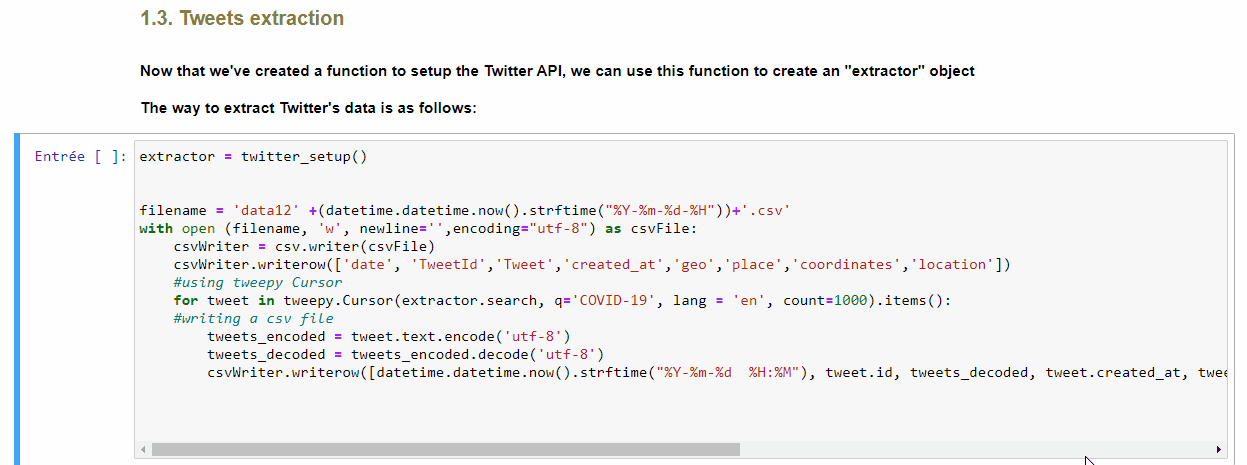 1.3. Tweets extraction
Now that we've created a function to setup the Twitter API, we can use this function to create an "extractor" object
The way to extract Twitter's data is as follows:
Entrée [ ]: extractor = twitter_setup()
filename = 'data12' +(datetime.datetime.now().strftime("%Y-%m-%d-%H"))+'.csv'
with open (filename, 'w', newline='',encoding="utf-8") as csvFile:
    csvWriter = csv.writer(csvFile)
    csvWriter.writerow(['date', 'TweetId','Tweet','created_at','geo','place','coordinates','location'])
    #using tweepy Cursor
    for tweet in tweepy.Cursor(extractor.search, q='COVID-19', lang = 'en', count=1000).items():
    #writing a csv file
        tweets_encoded = tweet.text.encode('utf-8')
        tweets_decoded = tweets_encoded.decode('utf-8')
        csvWriter.writerow([datetime.datetime.now().strftime("%Y-%m-%d  %H:%M"), tweet.id, tweets_decoded, tweet.created_at,